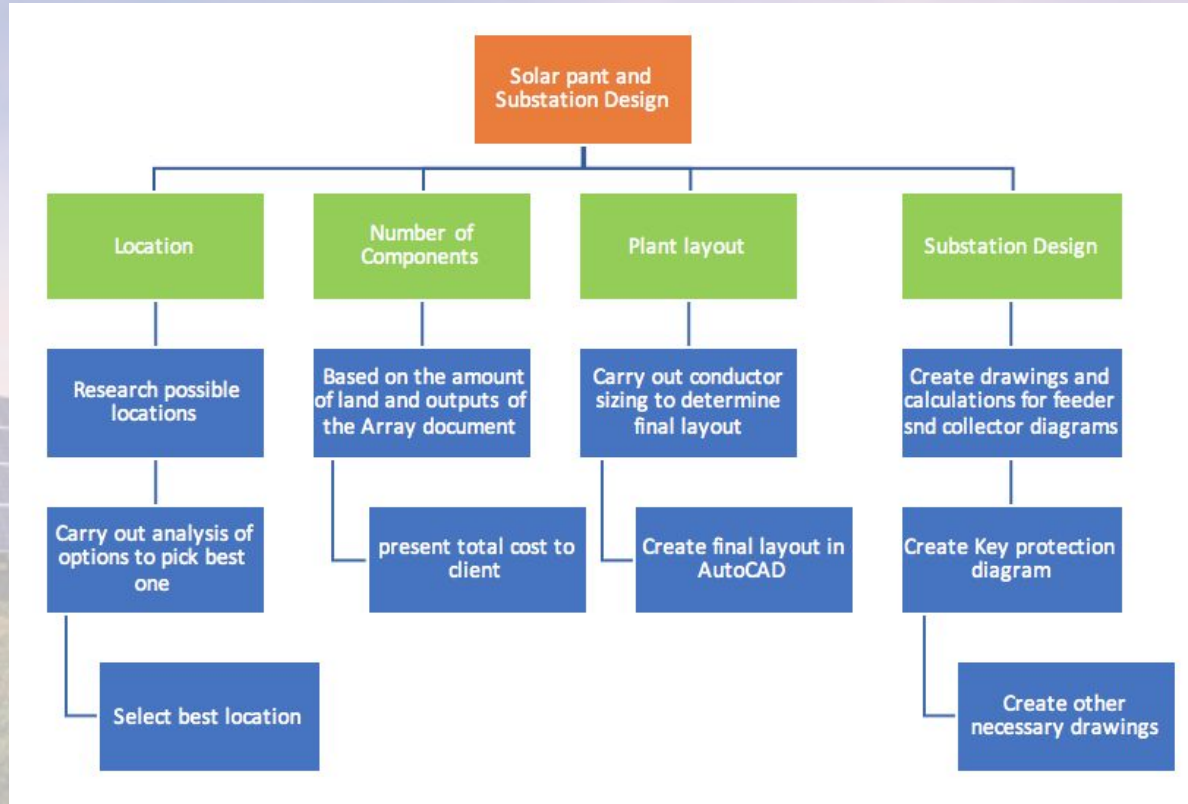 Solar pant and
Substation Design
Location
Number of
Components
Plant layout
Substation Design
Research possible
locations
Based on the amount
of land and outputs of
the Array document
Carry out conductor
sizing to determine
final layout
Create drawings and
calculations for feeder
snd collector diagrams
Carry out analysis of
options to pick best
one
present total cost to
client
Create final layout in
AutoCAD
Create Key protection
diagram
Select best location
Create other
necessary drawings